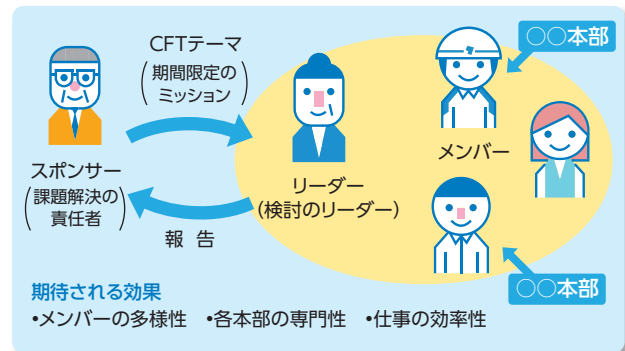 CFTテーマ
(期間限定の
ミッション)
○○本部
スポンサー
(課題解決の
責任者)
リーダー
(検討のリーダー)
メンバー
報 告
○○本部
期待される効果
•メンバーの多様性 •各本部の専門性 •仕事の効率性